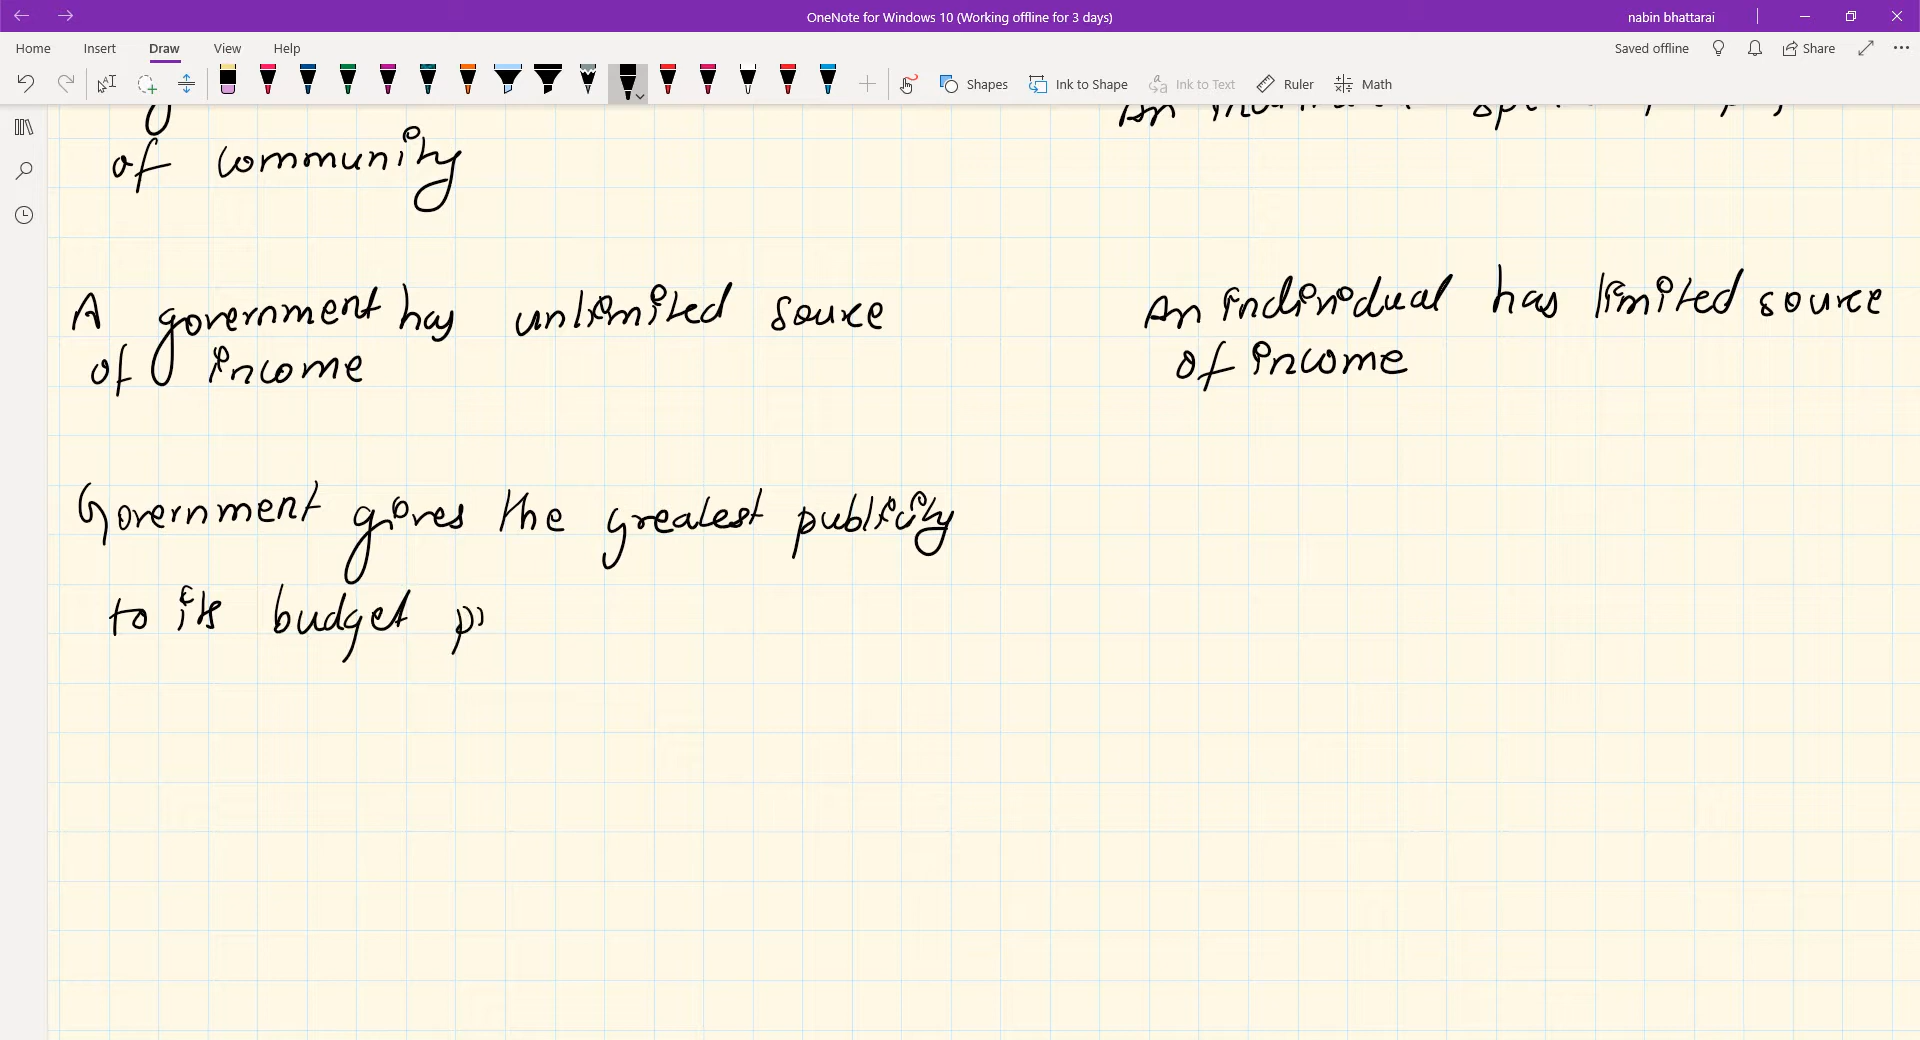 OneNote for Windows 10 (Working offline for 3 days)
nabin bhattarai
Home Insert Draw View Help
Saved offline Share
Shapes Ink to Shape Ink to Text Ruler Math
An
of community
A government has unlimited source
of income
An individual has limited source
of income
Government gives the greatest publicity
to its budget